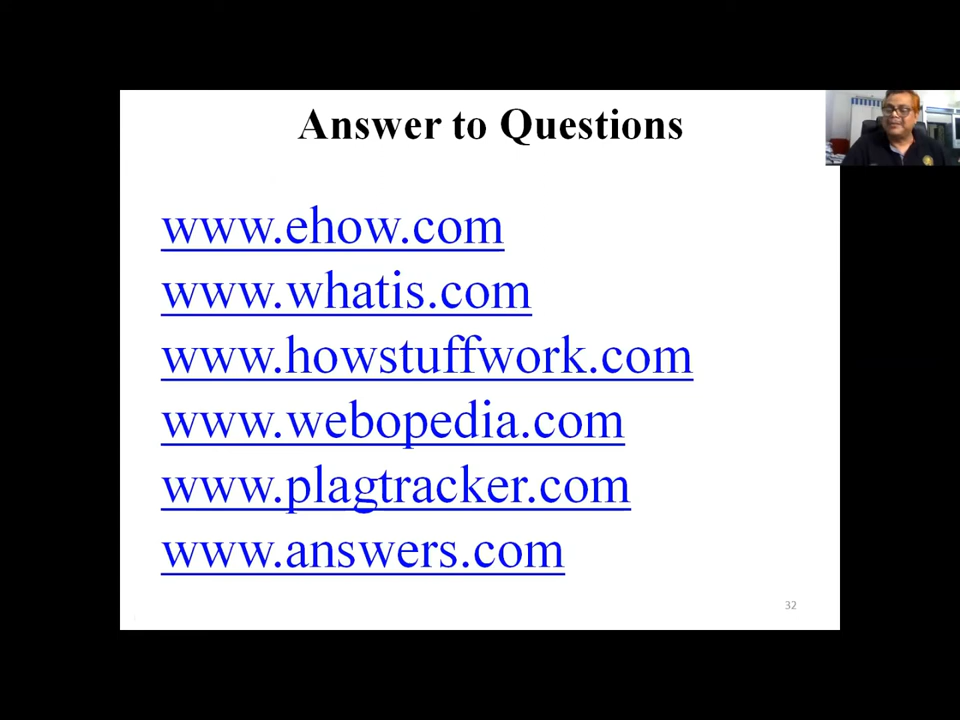 Answer to Questions
www.ehow.com
www.whatis.com
www.howstuffwork.com
www.webopedia.com
www.plagtracker.com
www.answers.com
32